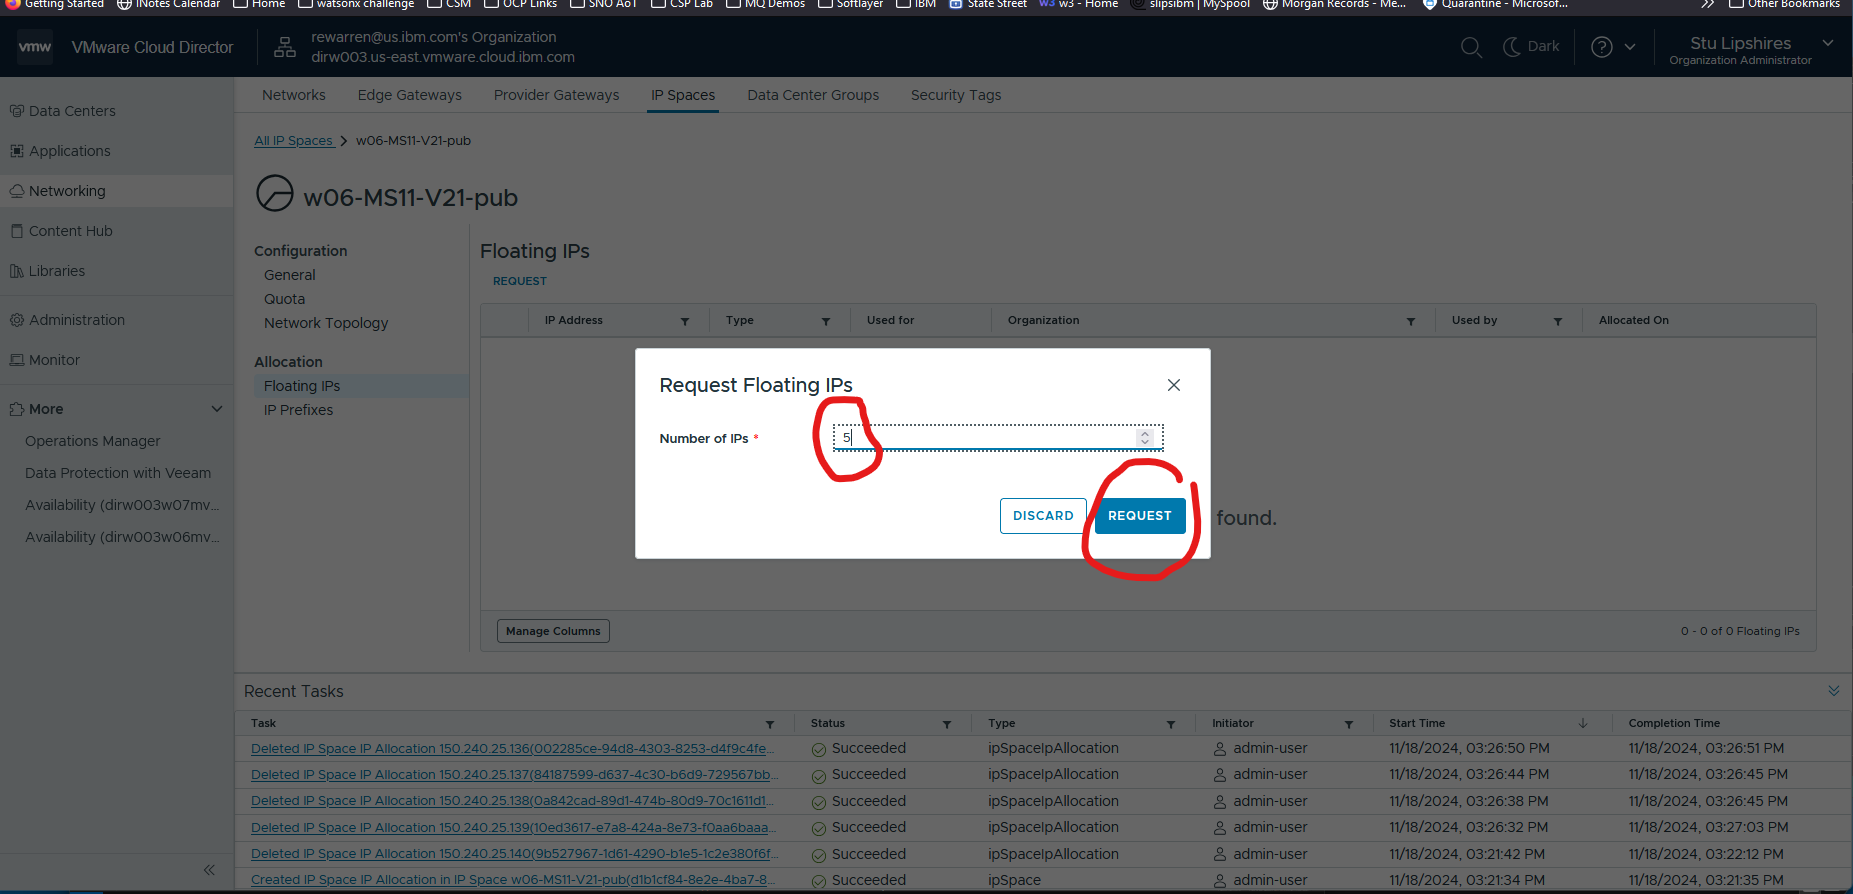 Getting Started INotes Calendar Home watsonx challenge CSM OCP Links SNO AoT CSP Lab MQ Demos Softlayer IBM State Street w3 - Home slipsibm | MySpool Morgan Records - Me... Quarantine - Microsof... Other Bookmarks
vmw VMware Cloud Director
rewarren@us.ibm.com's Organization
dirw003.us-east.vmware.cloud.ibm.com
Dark
Stu Lipshires
Organization Administrator
Data Centers
Applications
Networking
Content Hub
Libraries
Administration
Monitor
More
Operations Manager
Data Protection with Veeam
Availability (dirw003w07mv...
Availability (dirw003w06mv...
Networks Edge Gateways Provider Gateways IP Spaces Data Center Groups Security Tags
All IP Spaces > w06-MS11-V21-pub
w06-MS11-V21-pub
Configuration
General
Quota
Network Topology
Allocation
Floating IPs
IP Prefixes
Floating IPs
REQUEST
IP Address Type Used for Organization Used by Allocated On
found.
Request Floating IPs
Number of IPs * 5
DISCARD REQUEST
Manage Columns 0 - 0 of 0 Floating IPs
Recent Tasks
Task Status Type Initiator Start Time Completion Time
Deleted IP Space IP Allocation 150.240.25.136(002285ce-94d8-4303-8253-d4f9c4fe... Succeeded ipSpaceIpAllocation admin-user 11/18/2024, 03:26:50 PM 11/18/2024, 03:26:51 PM
Deleted IP Space IP Allocation 150.240.25.137(84187599-d637-4c30-b6d9-729567bb... Succeeded ipSpaceIpAllocation admin-user 11/18/2024, 03:26:44 PM 11/18/2024, 03:26:45 PM
Deleted IP Space IP Allocation 150.240.25.138(0a842cad-89d1-474b-80d9-70c1611d1... Succeeded ipSpaceIpAllocation admin-user 11/18/2024, 03:26:38 PM 11/18/2024, 03:26:45 PM
Deleted IP Space IP Allocation 150.240.25.139(10ed3617-e7a8-424a-8e73-f0aa6baaa... Succeeded ipSpaceIpAllocation admin-user 11/18/2024, 03:26:32 PM 11/18/2024, 03:27:03 PM
Deleted IP Space IP Allocation 150.240.25.140(9b527967-1d61-4290-b1e5-1c2e380f6f... Succeeded ipSpaceIpAllocation admin-user 11/18/2024, 03:21:42 PM 11/18/2024, 03:22:12 PM
Created IP Space IP Allocation in IP Space w06-MS11-V21-pub(d1b1cf84-8e2e-4ba7-8... Succeeded ipSpace admin-user 11/18/2024, 03:21:34 PM 11/18/2024, 03:21:35 PM